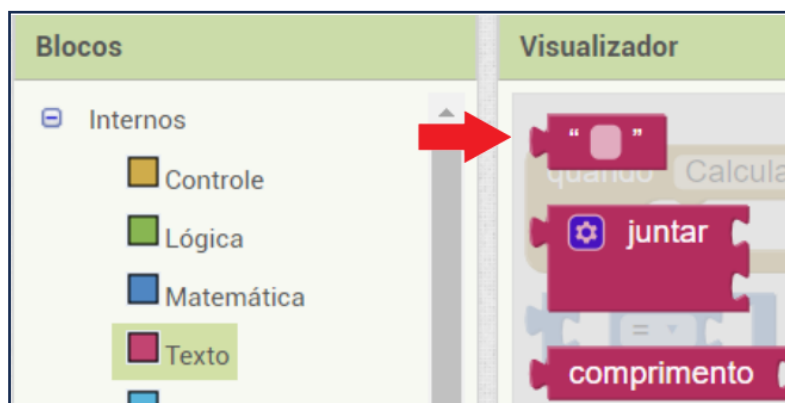 Blocos
Visualizador
Internos
Controle
Lógica
Matemática
Texto
“ ”
quando Calcula
juntar
=
comprimento